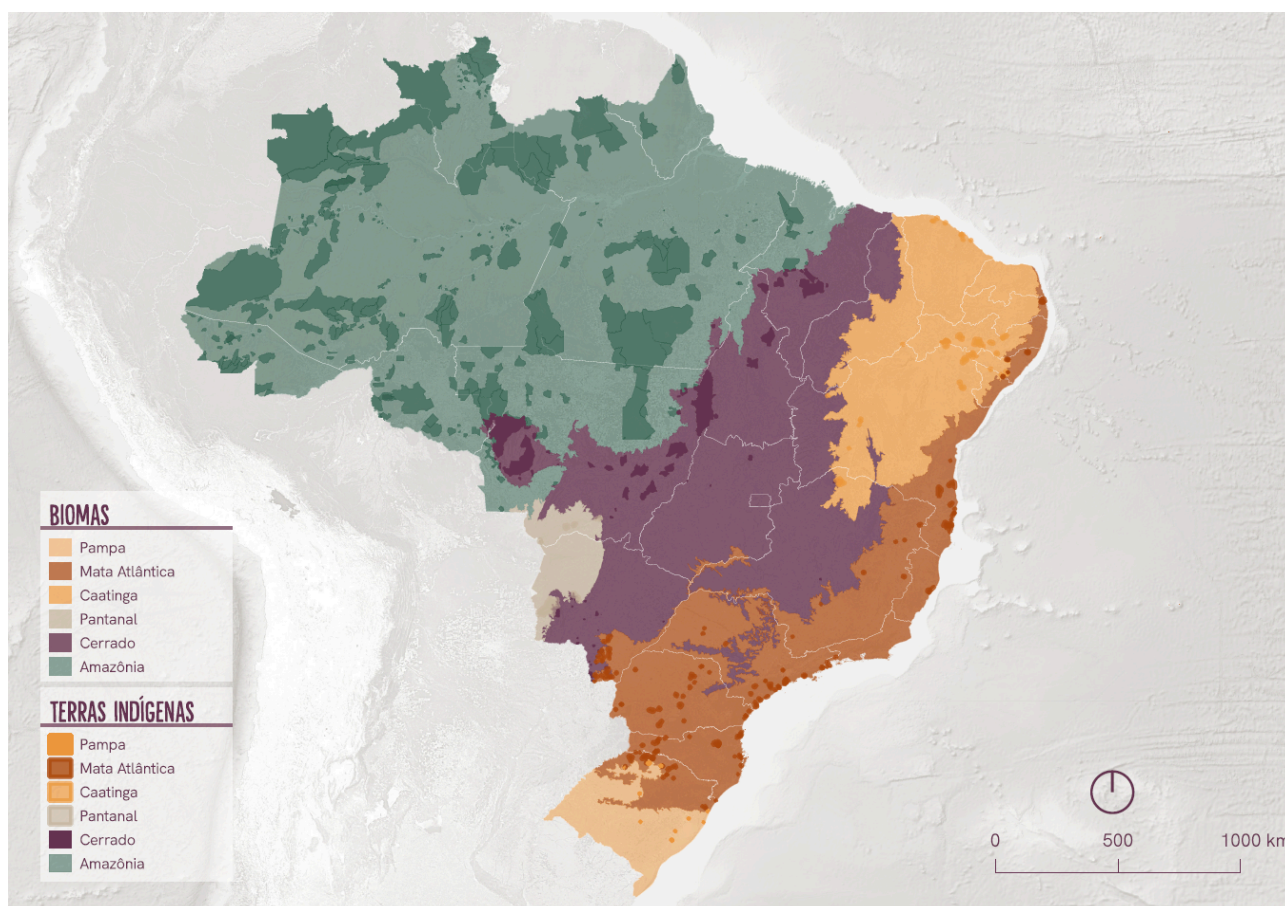 BIOMAS
Pampa
Mata Atlântica
Caatinga
Pantanal
Cerrado
Amazônia
TERRAS INDÍGENAS
Pampa
Mata Atlântica
Caatinga
Pantanal
Cerrado
Amazônia
0 500 1000 km